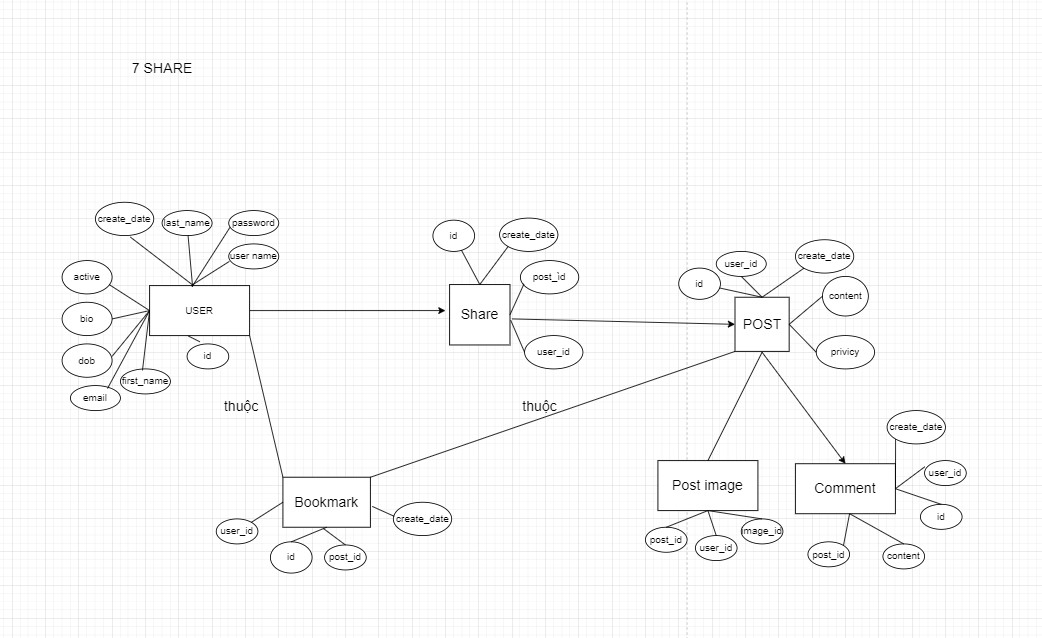 7 SHARE
create_date
last_name
password
user name
active
bio
dob
email
first_name
id
USER
id
create_date
post_id
user_id
Share
id
user_id
create_date
content
privicy
POST
thuộc
thuộc
Bookmark
user_id
id
post_id
create_date
Post image
post_id
user_id
image_id
Comment
create_date
user_id
id
post_id
content